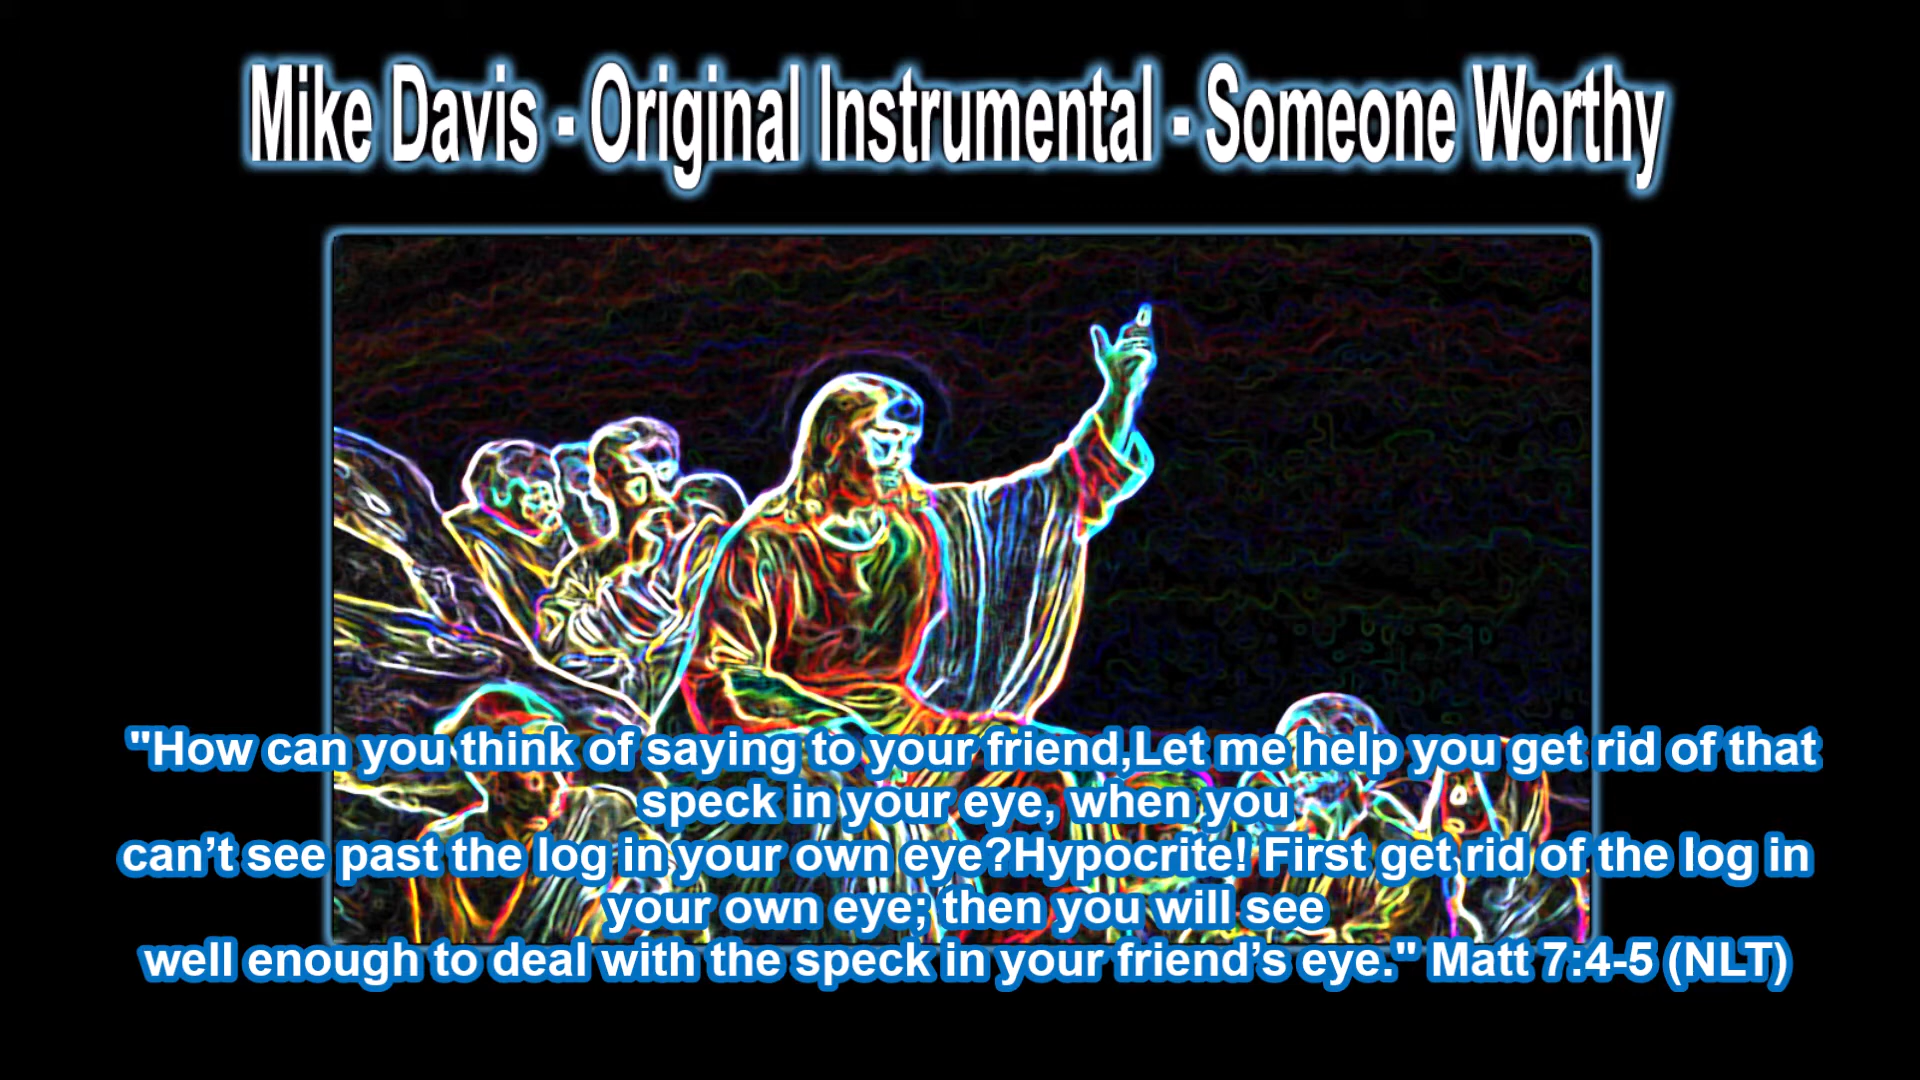 Mike Davis - Original Instrumental - Someone Worthy
"How can you think of saying to your friend,Let me help you get rid of that
speck in your eye, when you
can’t see past the log in your own eye?Hypocrite! First get rid of the log in
your own eye; then you will see
well enough to deal with the speck in your friend’s eye." Matt 7:4-5 (NLT)